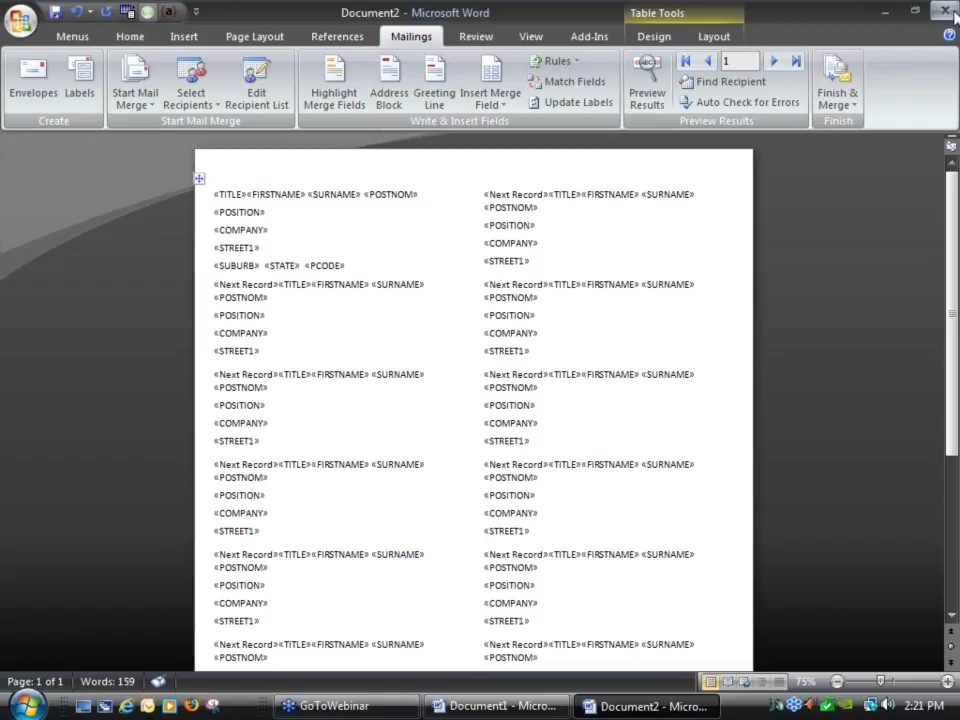 Document2 - Microsoft Word
Table Tools
Menus
Home
Insert
Page Layout
References
Mailings
Review
View
Add-Ins
Design
Layout
Envelopes
Labels
Create
Start Mail Merge
Select Recipients
Edit Recipient List
Start Mail Merge
Highlight Merge Fields
Address Block
Greeting Line
Insert Merge Field
Rules
Match Fields
Update Labels
Write & Insert Fields
ABC
Preview Results
1
Find Recipient
Auto Check for Errors
Preview Results
Finish & Merge
Finish
«TITLE»«FIRSTNAME» «SURNAME» «POSTNOM»
«POSITION»
«COMPANY»
«STREET1»
«SUBURB» «STATE» «PCODE»
«Next Record»«TITLE»«FIRSTNAME» «SURNAME»
«POSTNOM»
«POSITION»
«COMPANY»
«STREET1»
«Next Record»«TITLE»«FIRSTNAME» «SURNAME»
«POSTNOM»
«POSITION»
«COMPANY»
«STREET1»
«Next Record»«TITLE»«FIRSTNAME» «SURNAME»
«POSTNOM»
«POSITION»
«COMPANY»
«STREET1»
«Next Record»«TITLE»«FIRSTNAME» «SURNAME»
«POSTNOM»
«POSITION»
«COMPANY»
«STREET1»
«Next Record»«TITLE»«FIRSTNAME» «SURNAME»
«POSTNOM»
«POSITION»
«COMPANY»
«STREET1»
«Next Record»«TITLE»«FIRSTNAME» «SURNAME»
«POSTNOM»
«POSITION»
«COMPANY»
«STREET1»
«Next Record»«TITLE»«FIRSTNAME» «SURNAME»
«POSTNOM»
«POSITION»
«COMPANY»
«STREET1»
«Next Record»«TITLE»«FIRSTNAME» «SURNAME»
«POSTNOM»
«POSITION»
«COMPANY»
«STREET1»
«Next Record»«TITLE»«FIRSTNAME» «SURNAME»
«POSTNOM»
«POSITION»
«COMPANY»
«STREET1»
«Next Record»«TITLE»«FIRSTNAME» «SURNAME»
«POSTNOM»
«Next Record»«TITLE»«FIRSTNAME» «SURNAME»
«POSTNOM»
Page: 1 of 1
Words: 159
75%
GoToWebinar
Document1 - Micros...
Document2 - Micro...
2:21 PM